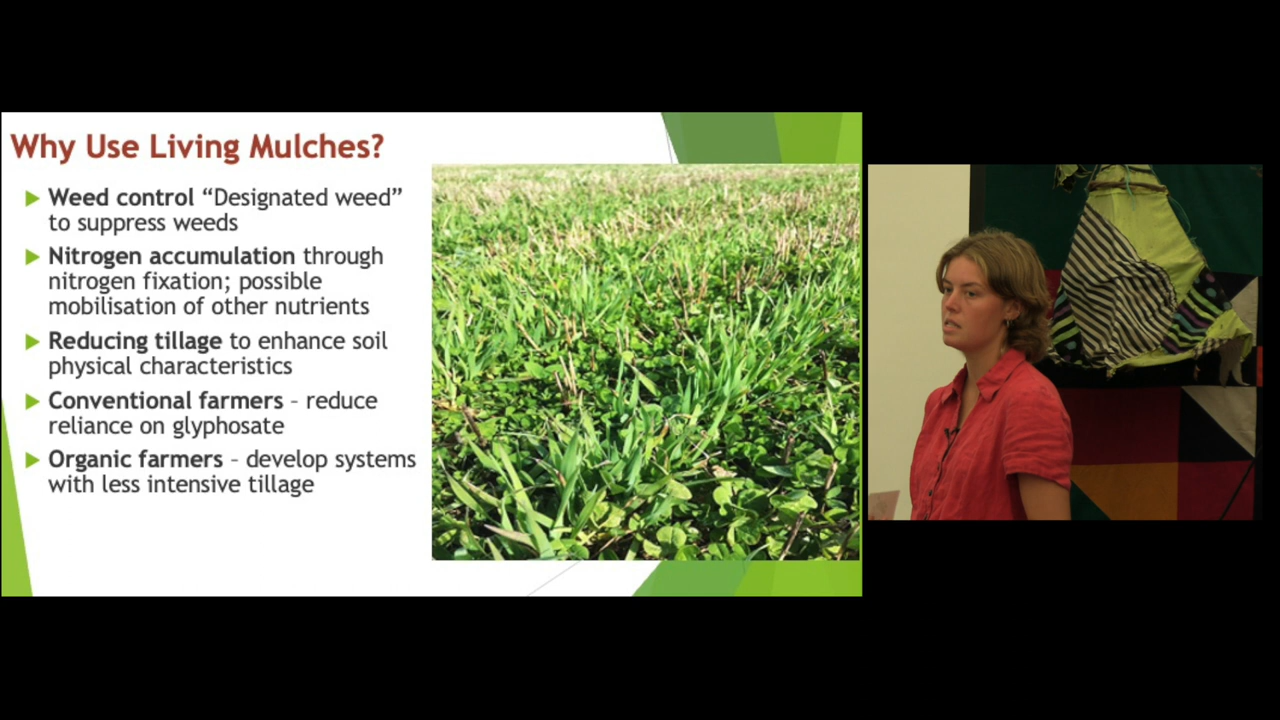 Why Use Living Mulches?
Weed control “Designated weed”
to suppress weeds
Nitrogen accumulation through
nitrogen fixation; possible
mobilisation of other nutrients
Reducing tillage to enhance soil
physical characteristics
Conventional farmers – reduce
reliance on glyphosate
Organic farmers – develop systems
with less intensive tillage